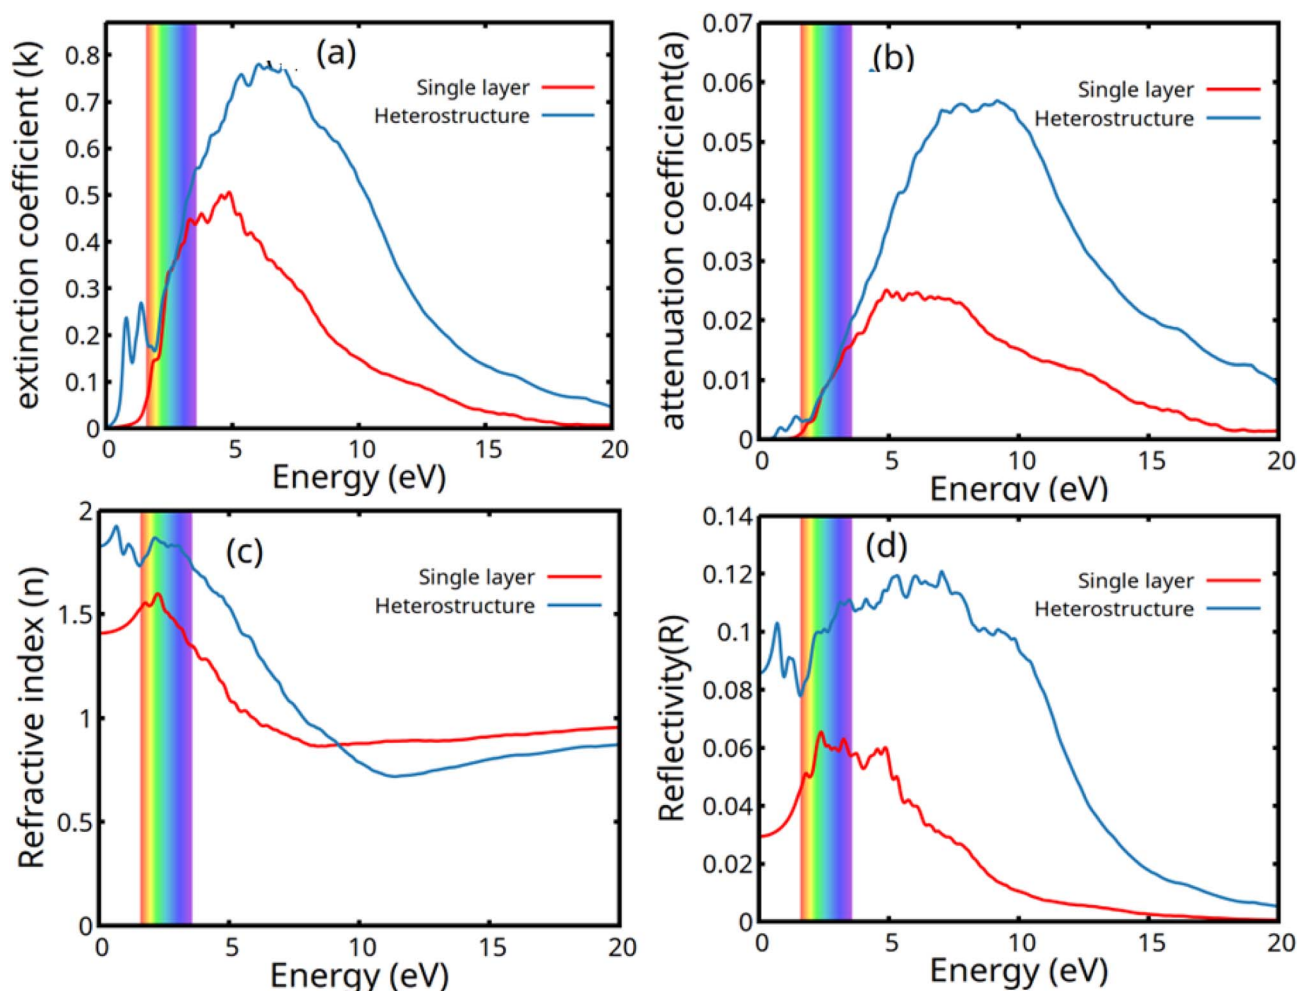 (a)
extinction coefficient (k)
0.8
0.7
0.6
0.5
0.4
0.3
0.2
0.1
0
Single layer
Heterostructure
0 5 10 15 20
Energy (eV)
(b)
attenuation coefficient(a)
0.07
0.06
0.05
0.04
0.03
0.02
0.01
0
Single layer
Heterostructure
0 5 10 15 20
Energy (eV)
(c)
Refractive index (n)
2
1.5
1
0.5
0
Single layer
Heterostructure
0 5 10 15 20
Energy (eV)
(d)
Reflectivity(R)
0.14
0.12
0.1
0.08
0.06
0.04
0.02
0
Single layer
Heterostructure
0 5 10 15 20
Energy (eV)